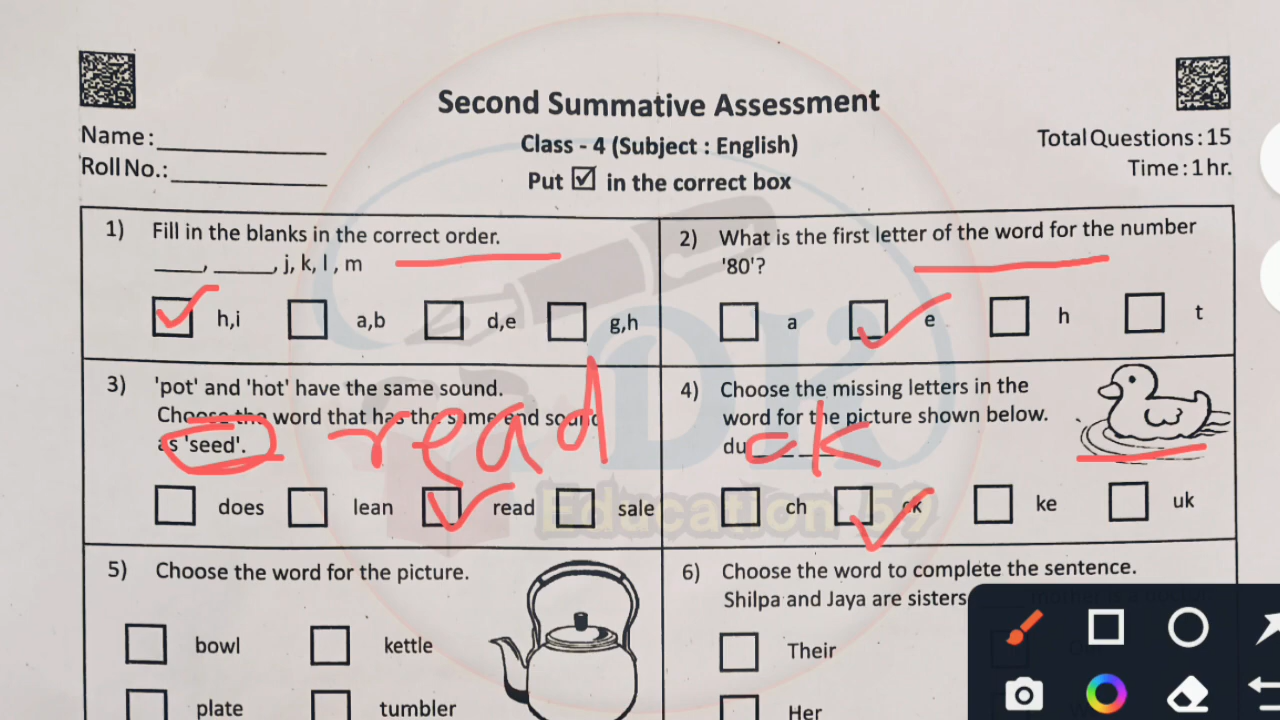 Second Summative Assessment
Name:
Class - 4 (Subject : English)
Total Questions : 15
Roll No.:
Put ☑ in the correct box
Time : 1 hr.
1) Fill in the blanks in the correct order.
____, _____, j, k, l , m
h,i a,b d,e g,h
2) What is the first letter of the word for the number
'80'?
a e h t
3) 'pot' and 'hot' have the same sound.
Choose the word that has the same end sound
as 'seed'.
read
does lean read sale
4) Choose the missing letters in the
word for the picture shown below.
du ck
ch ck ke uk
5) Choose the word for the picture.
bowl kettle
plate tumbler
6) Choose the word to complete the sentence.
Shilpa and Jaya are sisters
Their
Her
DK
Education 59